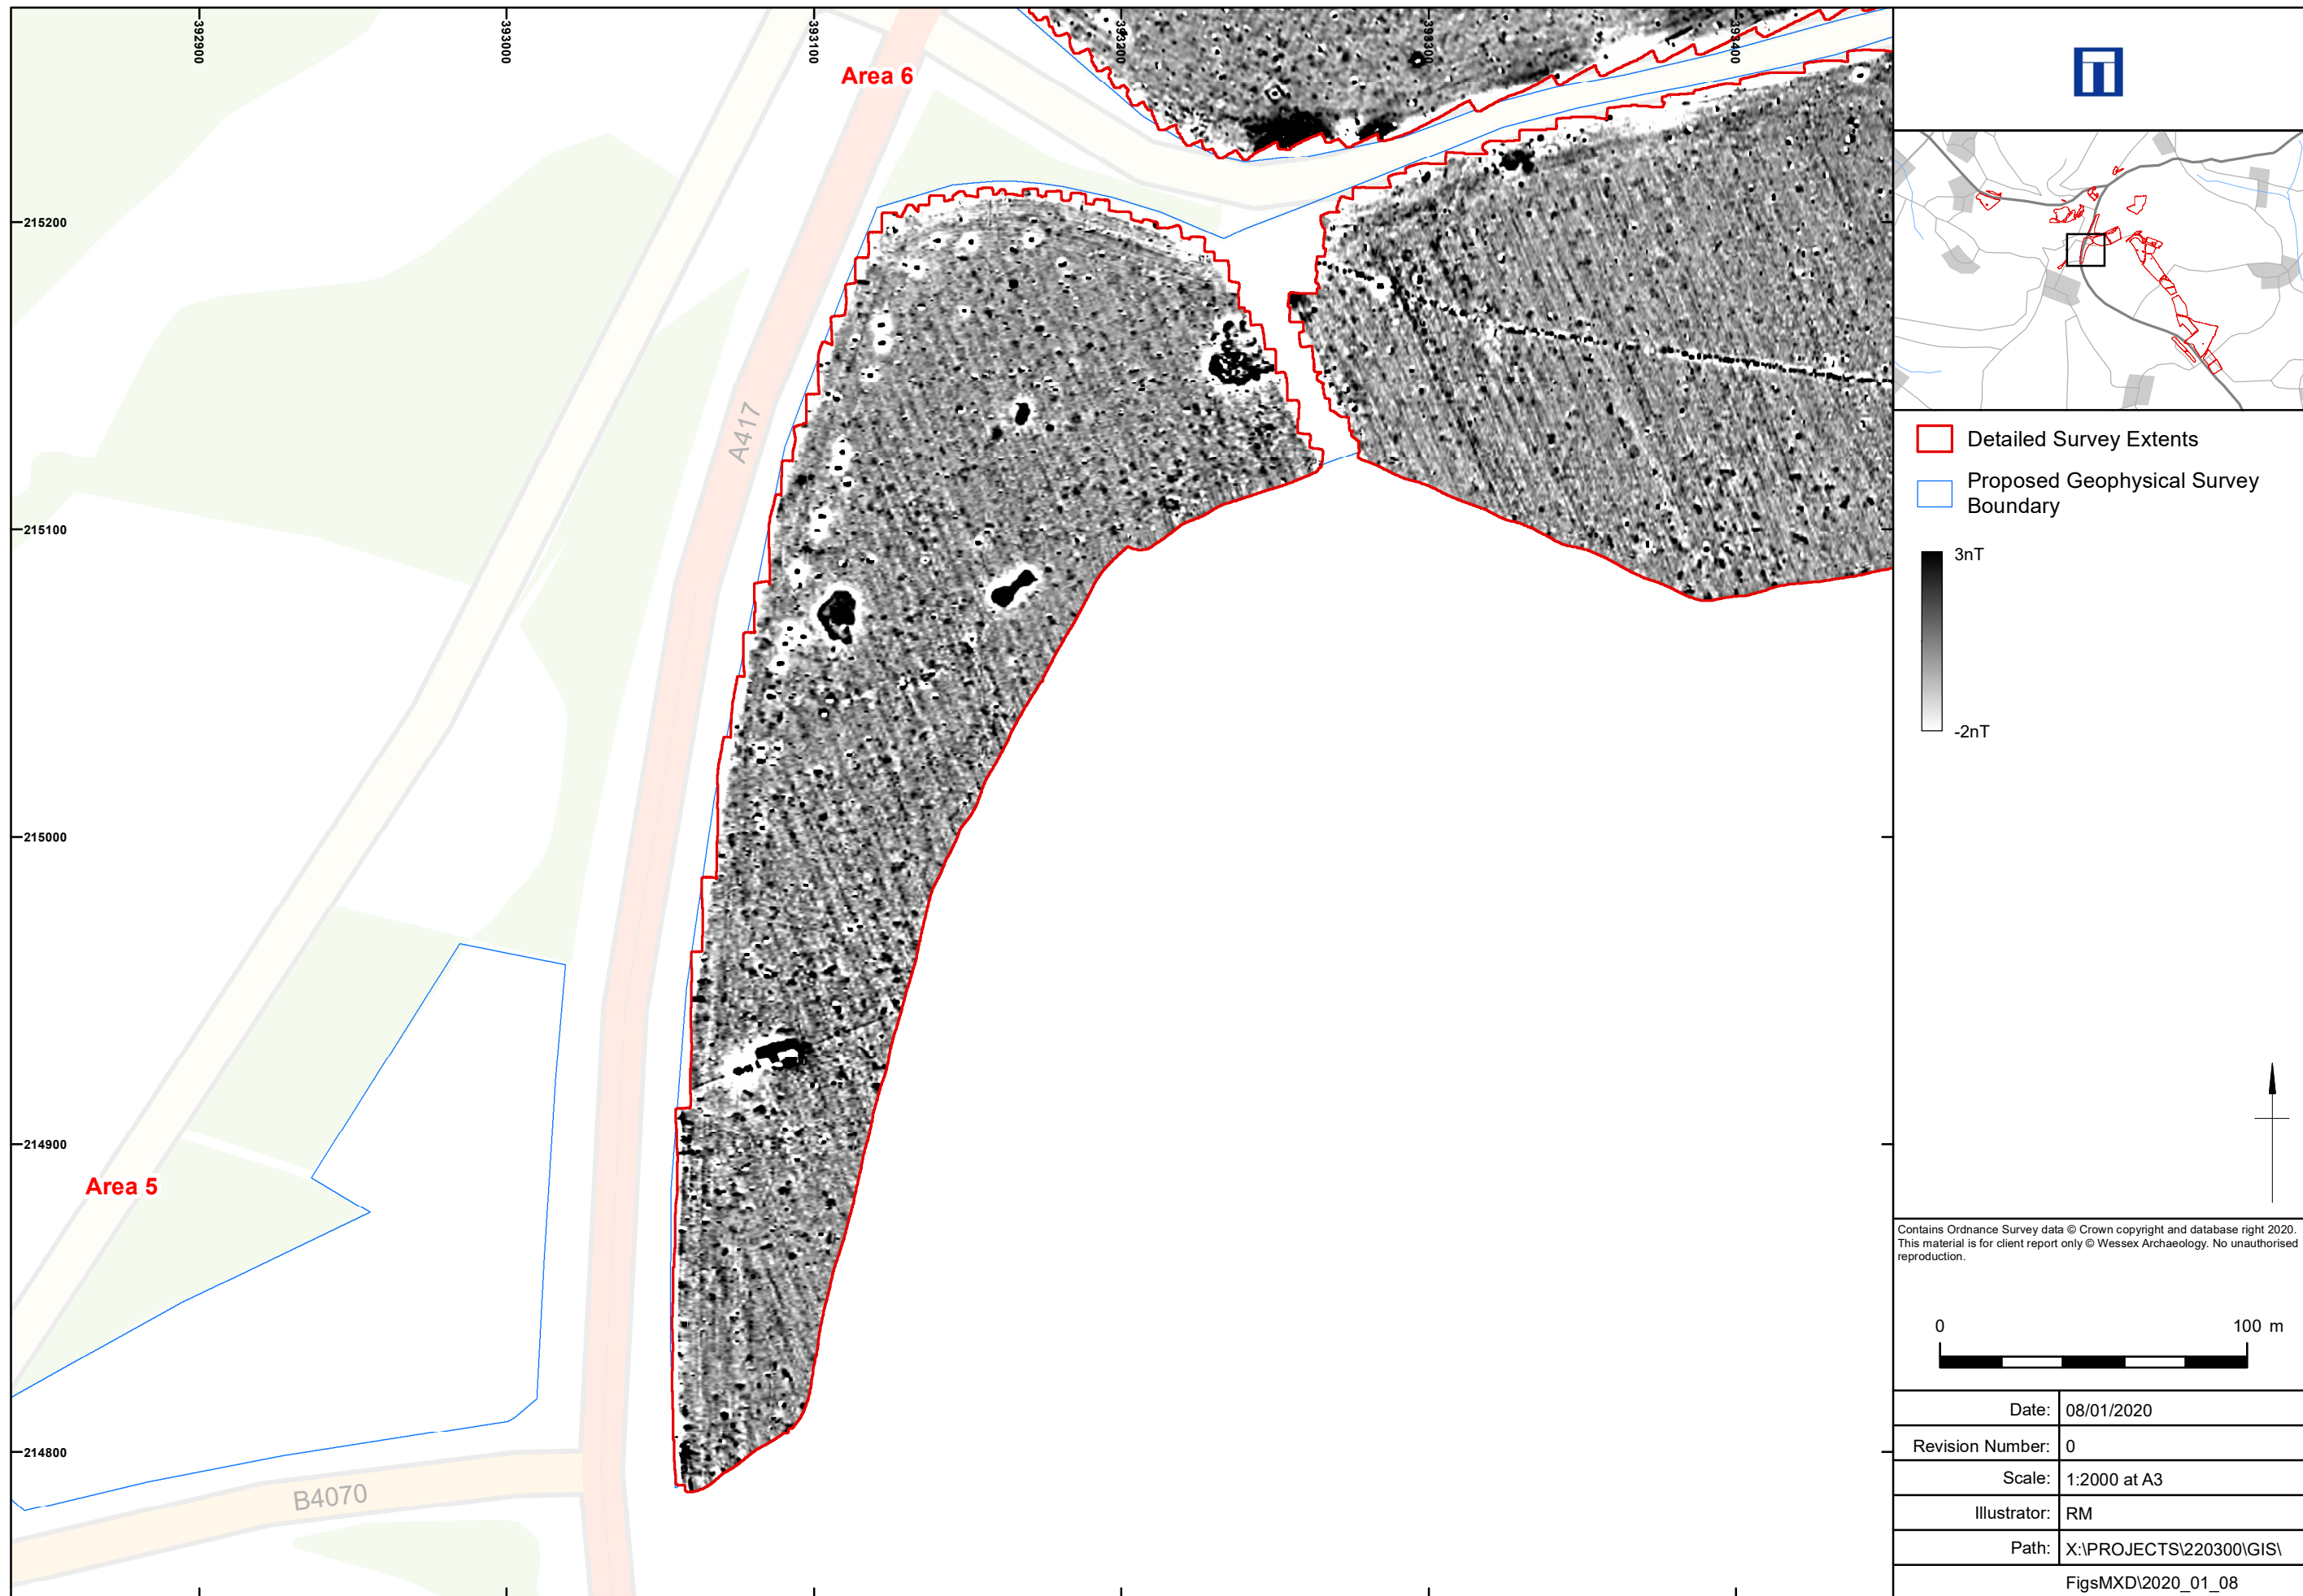 392900
393000
393100
393200
393300
393400
Area 6
215200
A417
215100
215000
214900
Area 5
214800
B4070
Detailed Survey Extents
Proposed Geophysical Survey
Boundary
3nT
-2nT
Contains Ordnance Survey data © Crown copyright and database right 2020.
This material is for client report only © Wessex Archaeology. No unauthorised
reproduction.
0 100 m
Date: 08/01/2020
Revision Number: 0
Scale: 1:2000 at A3
Illustrator: RM
Path: X:\PROJECTS\220300\GIS\
FigsMXD\2020_01_08